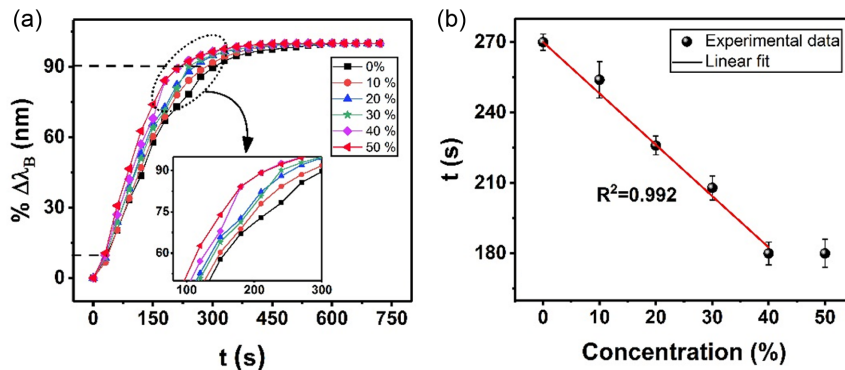 (a)
% Δλ_B (nm)
90
60
30
0
0%
10 %
20 %
30 %
40 %
50 %
90
75
60
100
200
300
0 150 300 450 600 750
t (s)
(b)
t (s)
270
240
210
180
Experimental data
Linear fit
R²=0.992
0 10 20 30 40 50
Concentration (%)